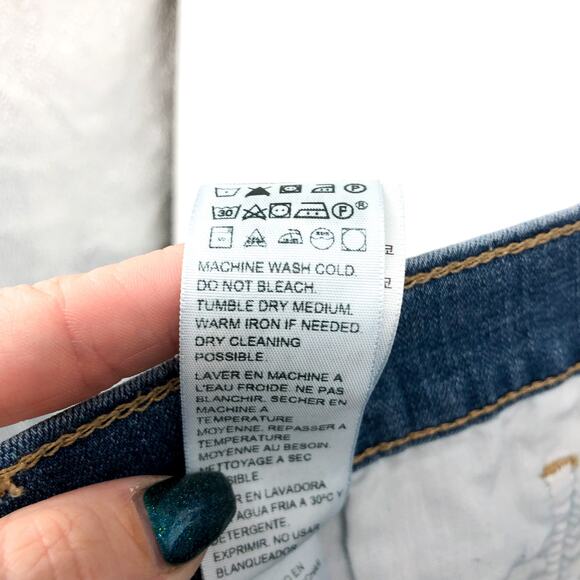 30 P®
MACHINE WASH COLD.
DO NOT BLEACH.
TUMBLE DRY MEDIUM.
WARM IRON IF NEEDED.
DRY CLEANING
POSSIBLE.
LAVER EN MACHINE A
L'EAU FROIDE. NE PAS
BLANCHIR. SECHER EN
MACHINE A
TEMPERATURE
MOYENNE. REPASSER A
TEMPERATURE
MOYENNE AU BESOIN.
NETTOYAGE A SEC
SIBLE.
R EN LAVADORA
AGUA FRIA A 30°C Y
DETERGENTE.
EXPRIMIR. NO USAR
BLANQUEADOR.